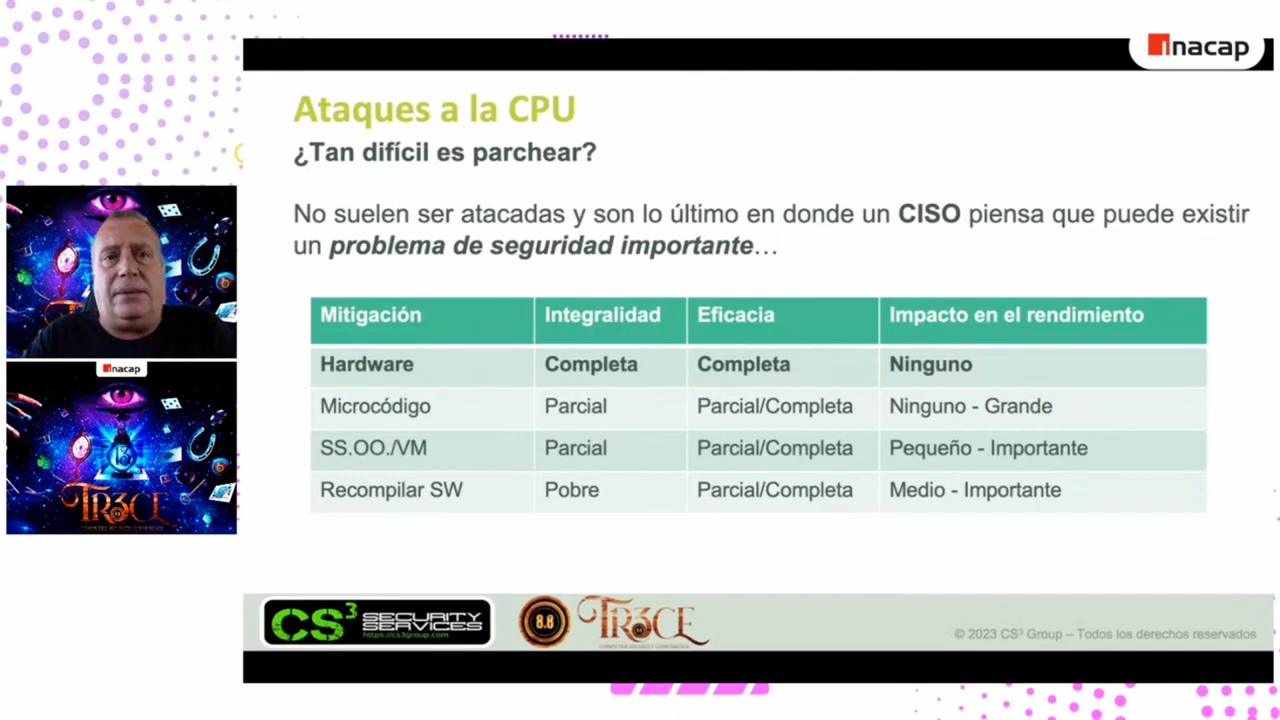 inacap
Ataques a la CPU
¿Tan difícil es parchear?
No suelen ser atacadas y son lo último en donde un CISO piensa que puede existir
un problema de seguridad importante…
Mitigación Integralidad Eficacia Impacto en el rendimiento
Hardware Completa Completa Ninguno
Microcódigo Parcial Parcial/Completa Ninguno - Grande
SS.OO./VM Parcial Parcial/Completa Pequeño - Importante
Recompilar SW Pobre Parcial/Completa Medio - Importante
inacap
13
TR3CE
CS³ SECURITY SERVICES
https://cs3group.com
8.8
TR3CE
© 2023 CS³ Group – Todos los derechos reservados